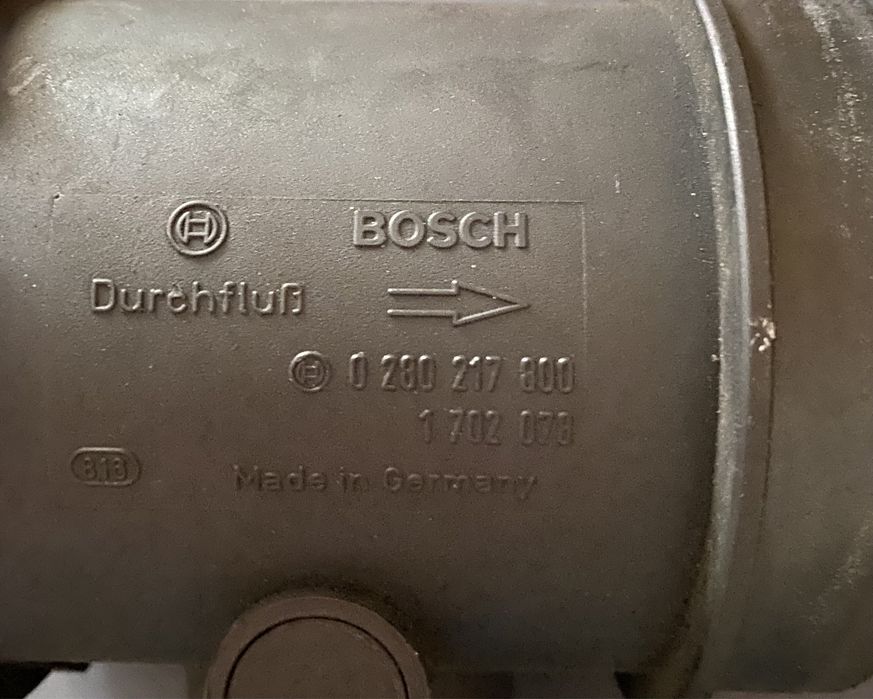 BOSCH
Durchfluß
0 280 217 800
1 702 078
818
Made in Germany